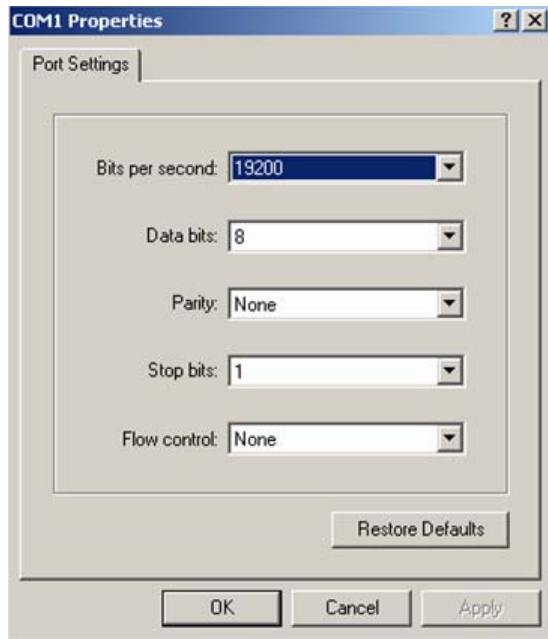 COM1 Properties
Port Settings
Bits per second: 19200
Data bits: 8
Parity: None
Stop bits: 1
Flow control: None
Restore Defaults
OK Cancel Apply